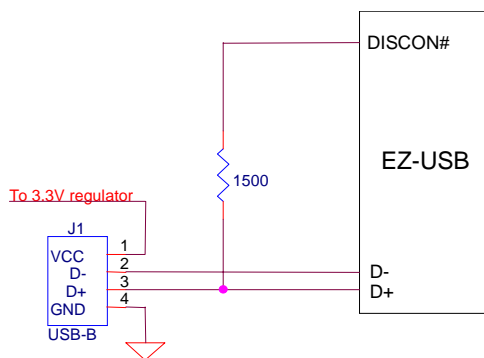 DISCON#
EZ-USB
1500
To 3.3V regulator
J1
VCC 1
D- 2
D+ 3
GND 4
USB-B
D-
D+